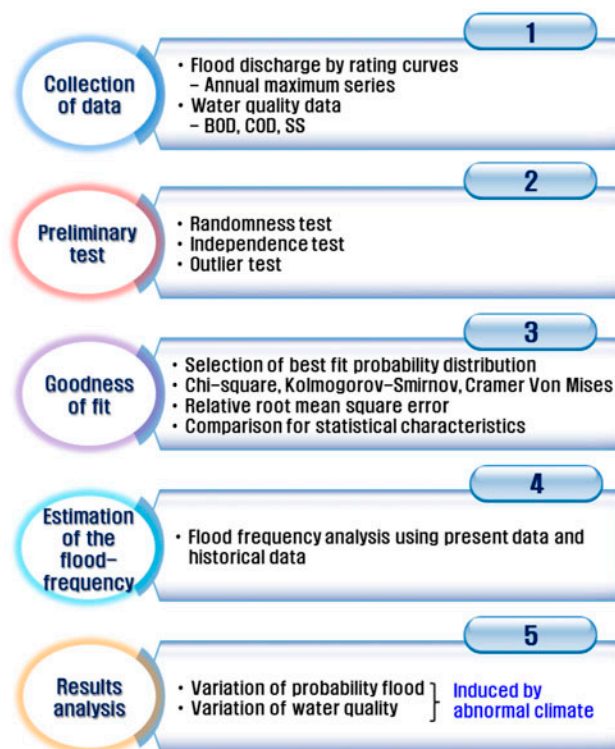 1
Collection
of data
• Flood discharge by rating curves
– Annual maximum series
• Water quality data
– BOD, COD, SS
2
Preliminary
test
• Randomness test
• Independence test
• Outlier test
3
Goodness
of fit
• Selection of best fit probability distribution
• Chi-square, Kolmogorov-Smirnov, Cramer Von Mises
• Relative root mean square error
• Comparison for statistical characteristics
4
Estimation
of the
flood-
frequency
• Flood frequency analysis using present data and
historical data
5
Results
analysis
• Variation of probability flood
• Variation of water quality
Induced by
abnormal climate